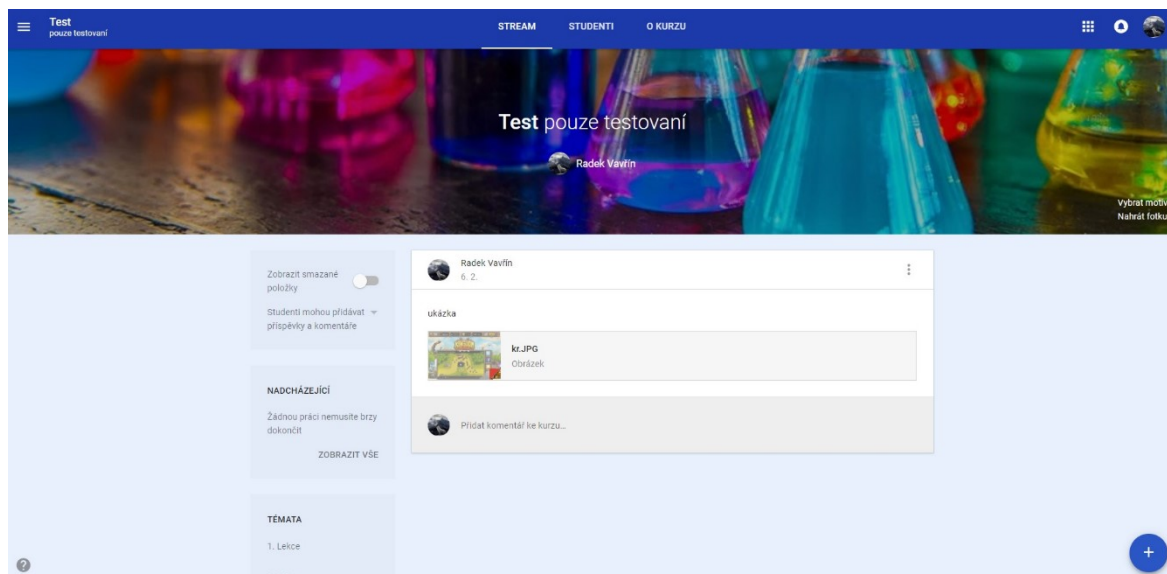 Test
pouze testovaní
STREAM
STUDENTI
O KURZU
Test pouze testovaní
Radek Vavřín
Vybrat motiv
Nahrát fotku
Zobrazit smazané
položky
Studenti mohou přidávat
příspěvky a komentáře
NADCHÁZEJÍCÍ
Žádnou práci nemusíte brzy
dokončit
ZOBRAZIT VŠE
TÉMATA
1. Lekce
Radek Vavřín
6. 2.
ukázka
kr.JPG
Obrázek
Přidat komentář ke kurzu...